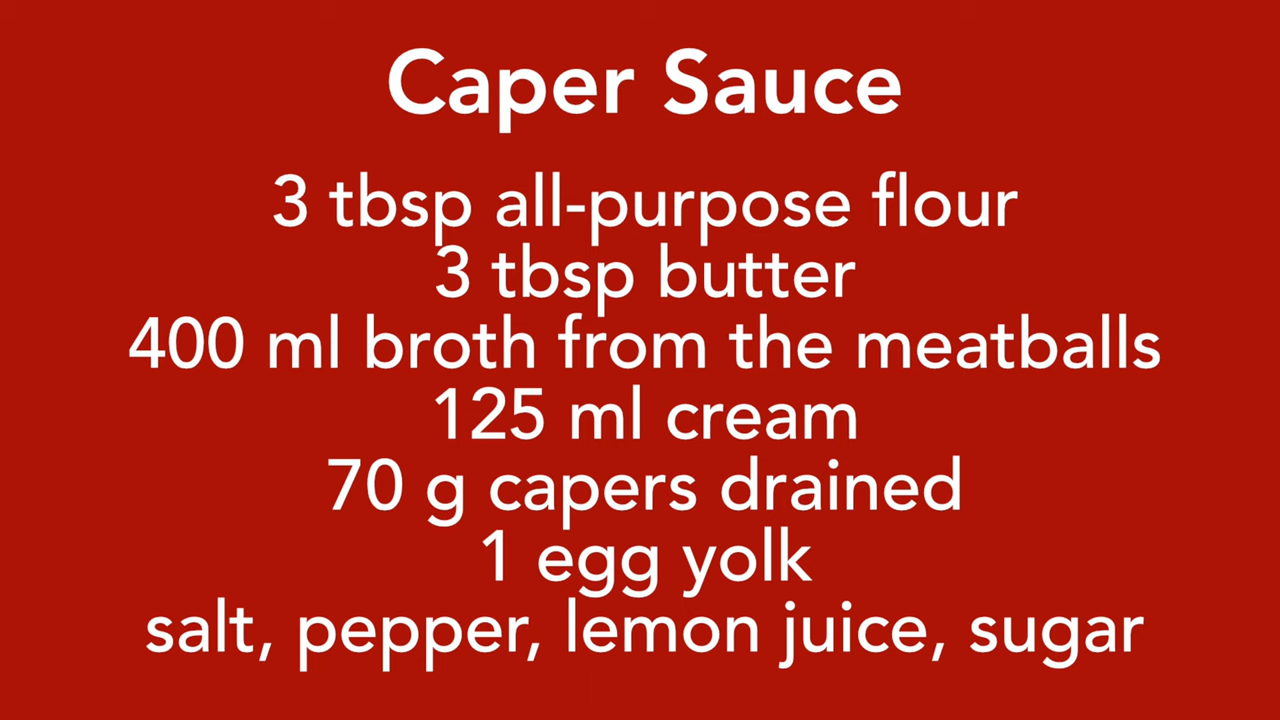 Caper Sauce
3 tbsp all-purpose flour
3 tbsp butter
400 ml broth from the meatballs
125 ml cream
70 g capers drained
1 egg yolk
salt, pepper, lemon juice, sugar